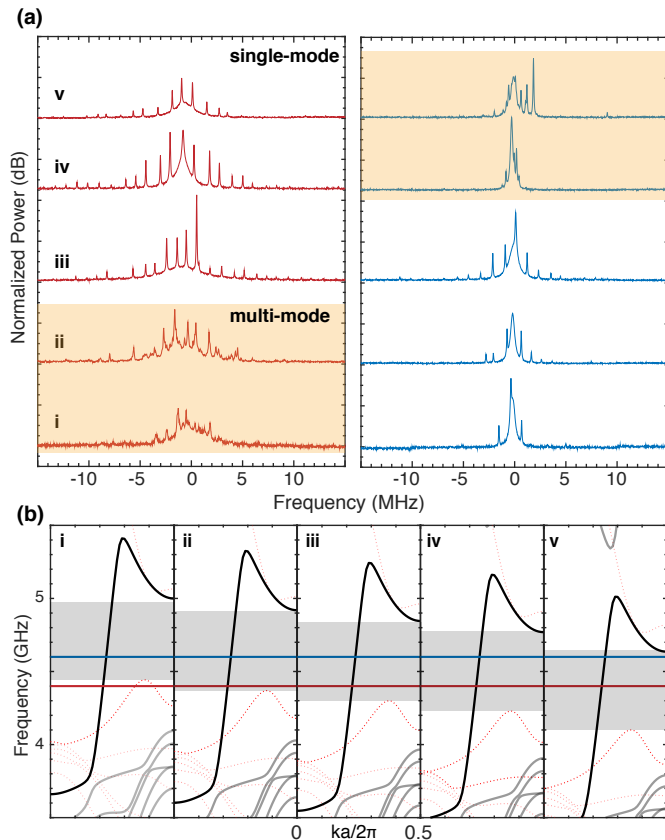 (a)
single-mode
v
iv
iii
multi-mode
ii
i
Normalized Power (dB)
-10 -5 0 5 10 -10 -5 0 5 10
Frequency (MHz)
(b)
i ii iii iv v
5
4
Frequency (GHz)
0 ka/2π 0.5